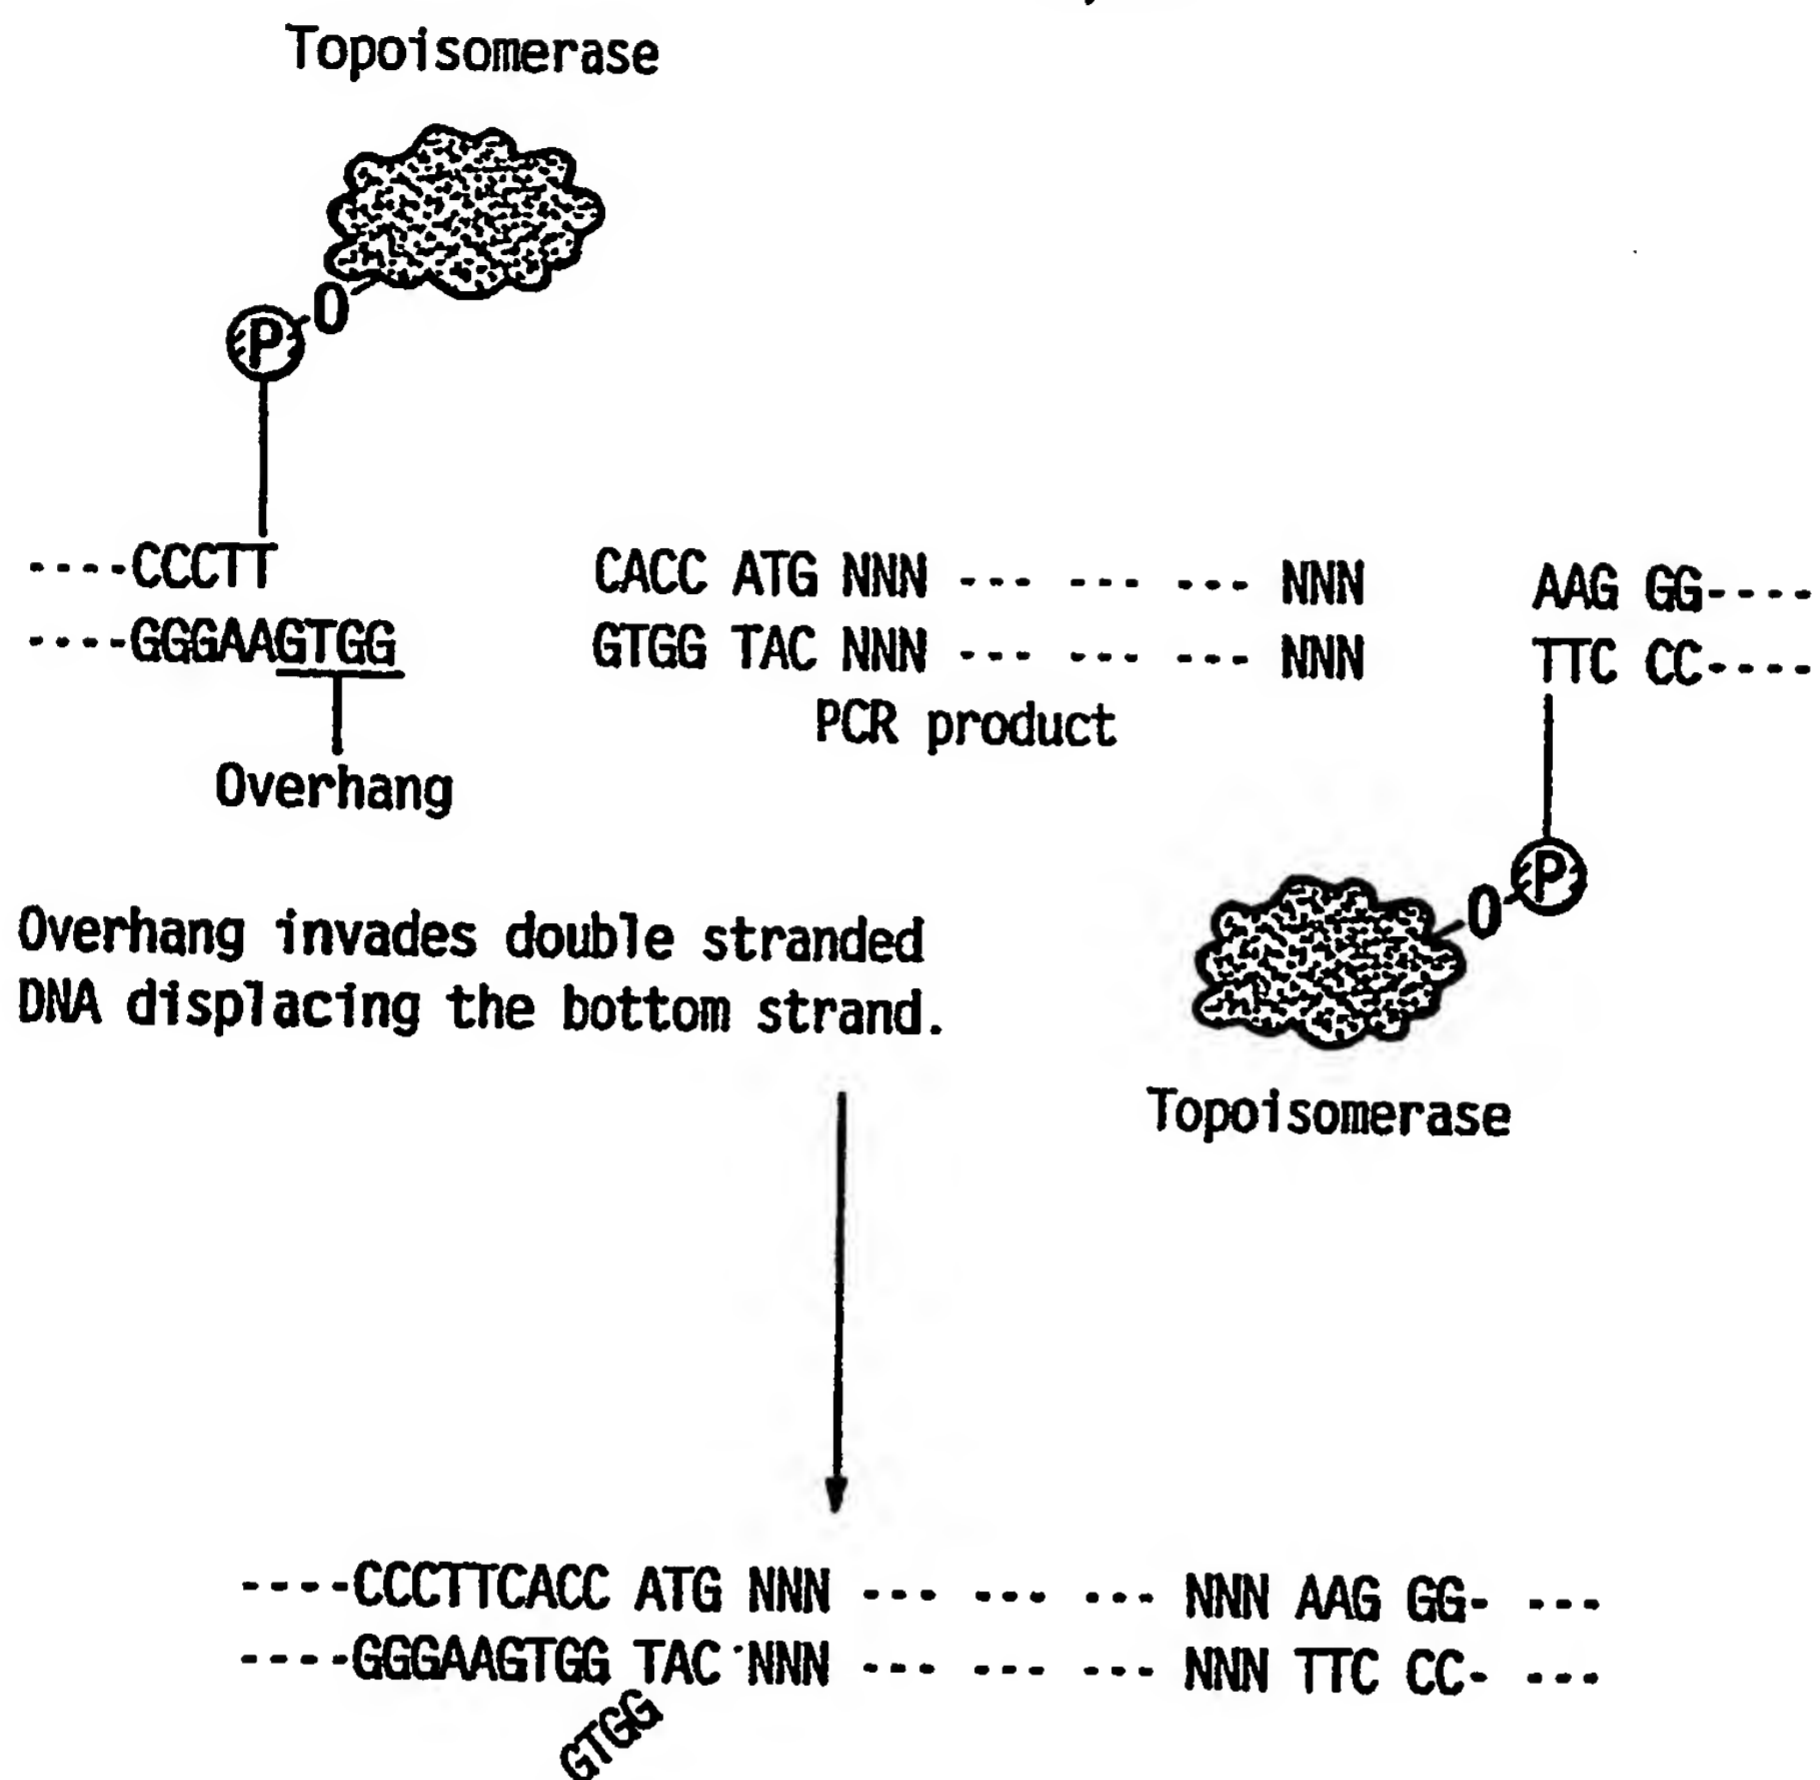 Topoisomerase
O
P
----CCCTT CACC ATG NNN --- --- --- NNN AAG GG----
----GGGAAGTGG GTGG TAC NNN --- --- --- NNN TTC CC----
PCR product
Overhang
P
O
Overhang invades double stranded
DNA displacing the bottom strand.
Topoisomerase
----CCCTTCACC ATG NNN --- --- --- NNN AAG GG- ---
----GGGAAGTGG TAC NNN --- --- --- NNN TTC CC- ---
GTGG